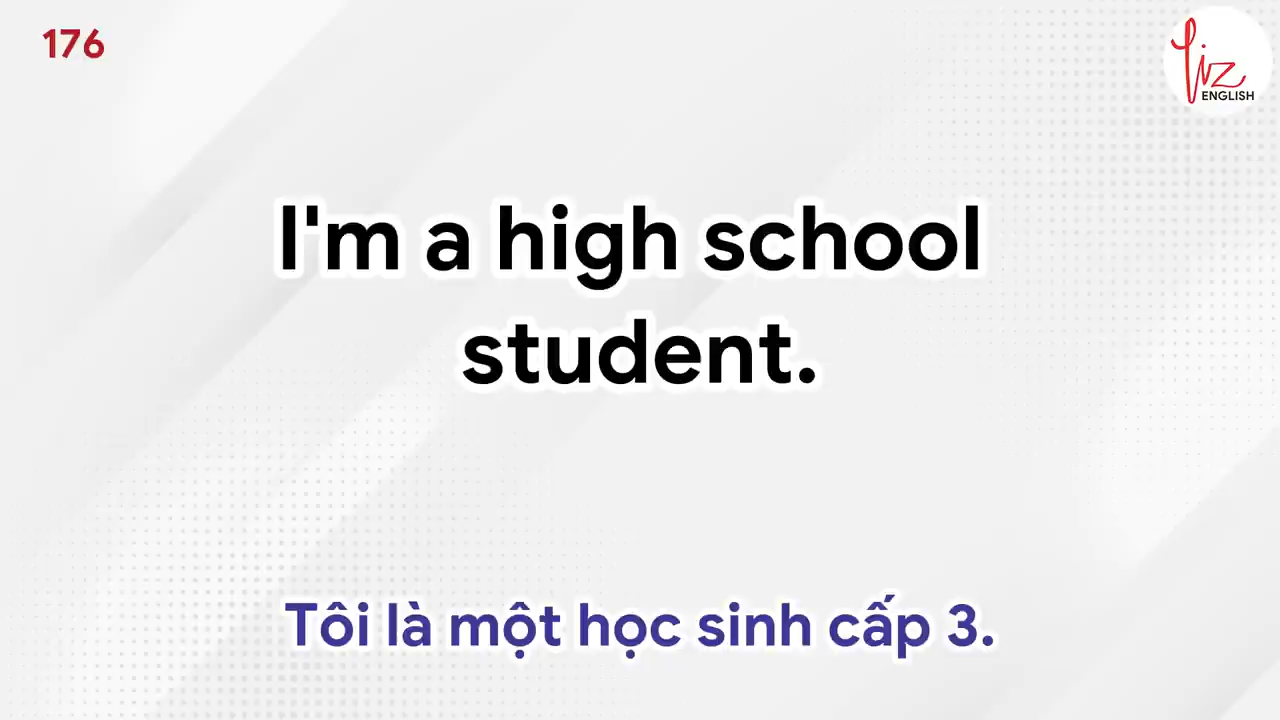 176
liz
ENGLISH
I'm a high school
student.
Tôi là một học sinh cấp 3.